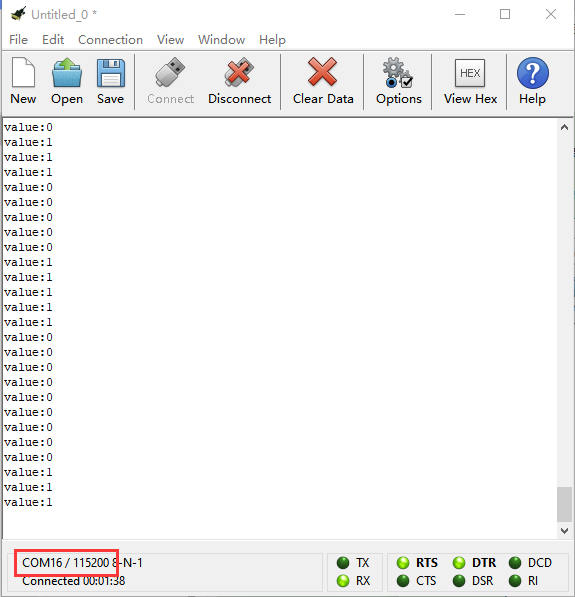 Untitled_0 *
File Edit Connection View Window Help
HEX
New Open Save Connect Disconnect Clear Data Options View Hex Help
value:0
value:1
value:1
value:1
value:0
value:0
value:0
value:0
value:0
value:1
value:1
value:1
value:1
value:1
value:0
value:0
value:0
value:0
value:0
value:0
value:0
value:0
value:0
value:1
value:1
value:1
COM16 / 115200 8-N-1
Connected 00:01:38
TX RTS DTR DCD
RX CTS DSR RI